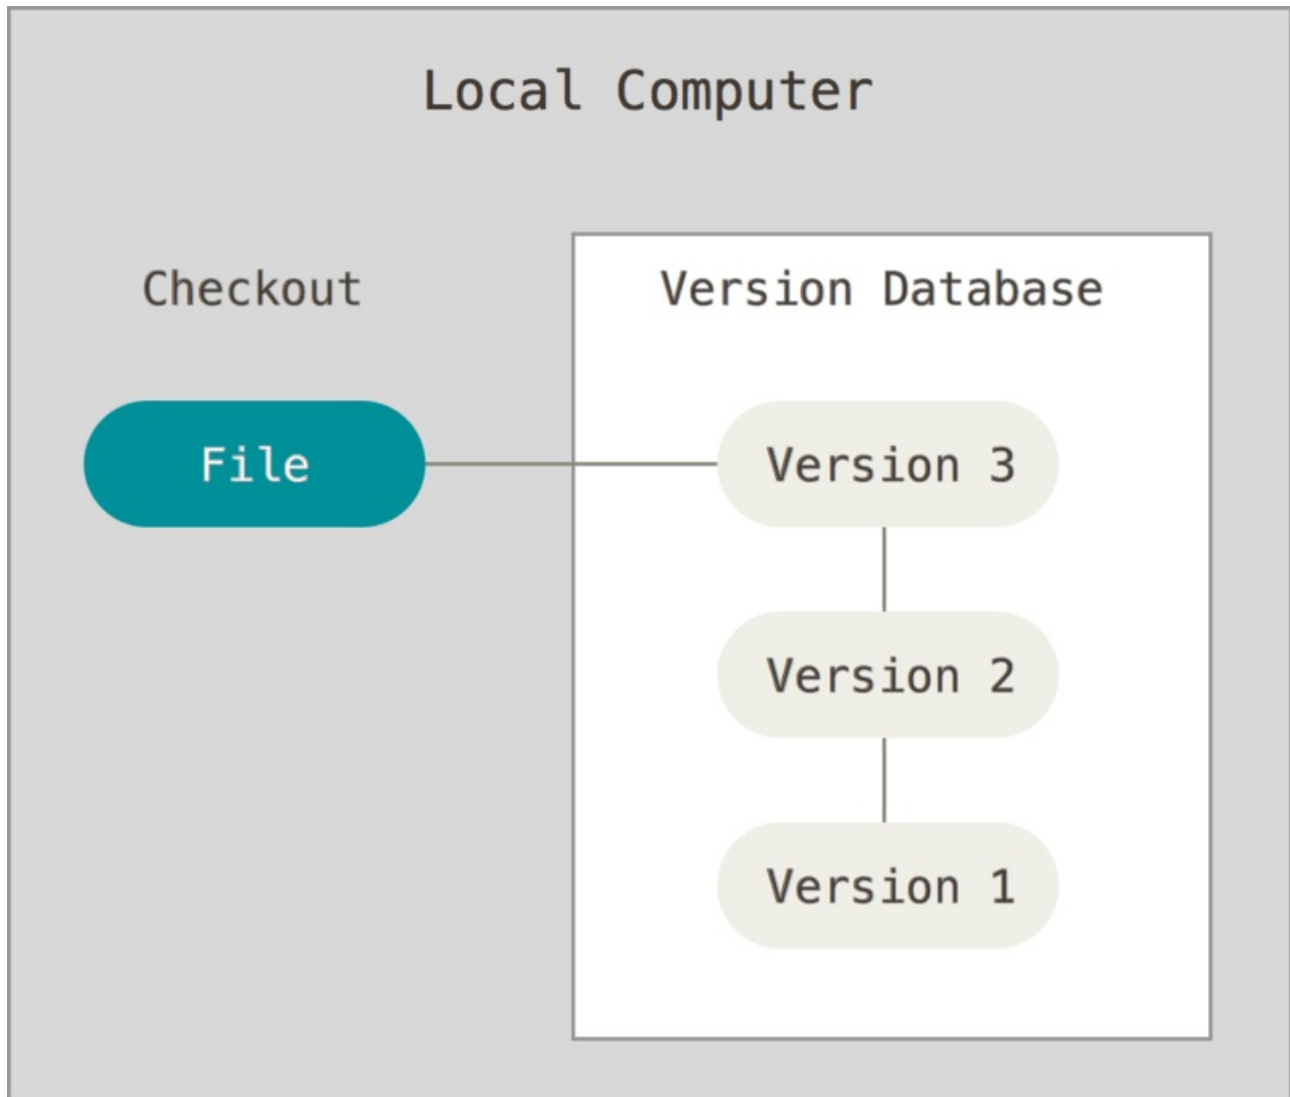 Local Computer
Checkout
Version Database
File
Version 3
Version 2
Version 1